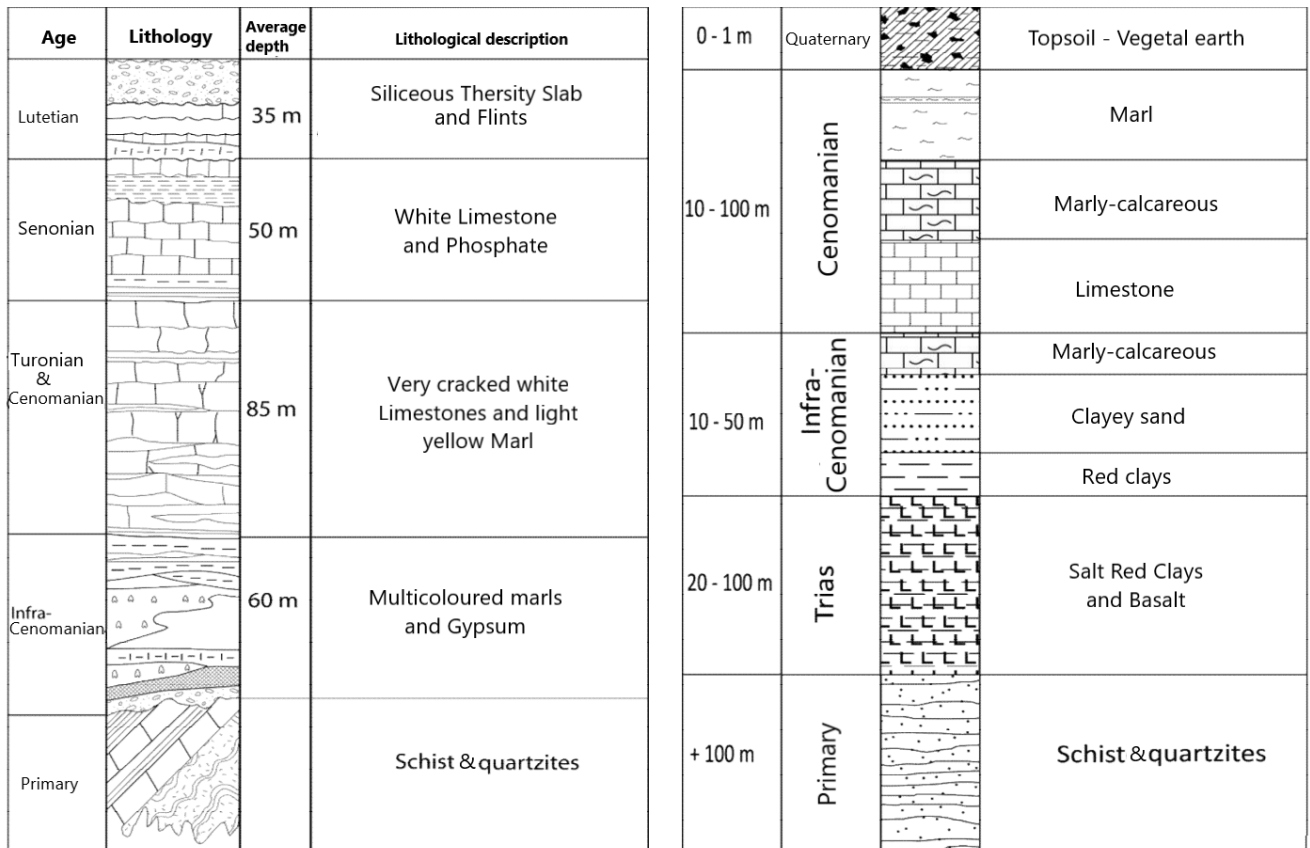 Age
Lithology
Average
depth
Lithological description
Lutetian
35 m
Siliceous Thersity Slab
and Flints
Senonian
50 m
White Limestone
and Phosphate
Turonian
&
Cenomanian
85 m
Very cracked white
Limestones and light
yellow Marl
Infra-
Cenomanian
60 m
Multicoloured marls
and Gypsum
Primary
Schist & quartzites
0 - 1 m
Quaternary
Topsoil - Vegetal earth
10 - 100 m
Cenomanian
Marl
Marly-calcareous
Limestone
10 - 50 m
Infra-
Cenomanian
Marly-calcareous
Clayey sand
Red clays
20 - 100 m
Trias
Salt Red Clays
and Basalt
+ 100 m
Primary
Schist & quartzites